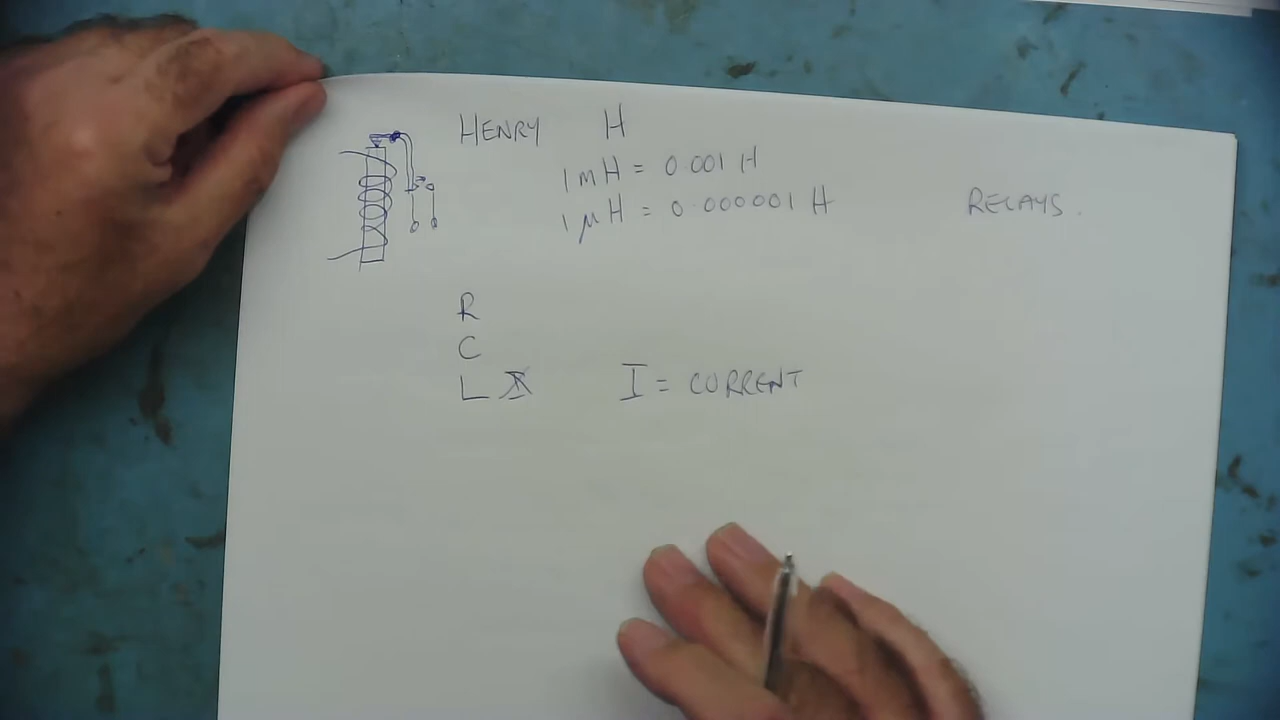 HENRY H
1 mH = 0.001 H
1 μH = 0.000001 H
RELAYS.
R
C
L
I = CURRENT